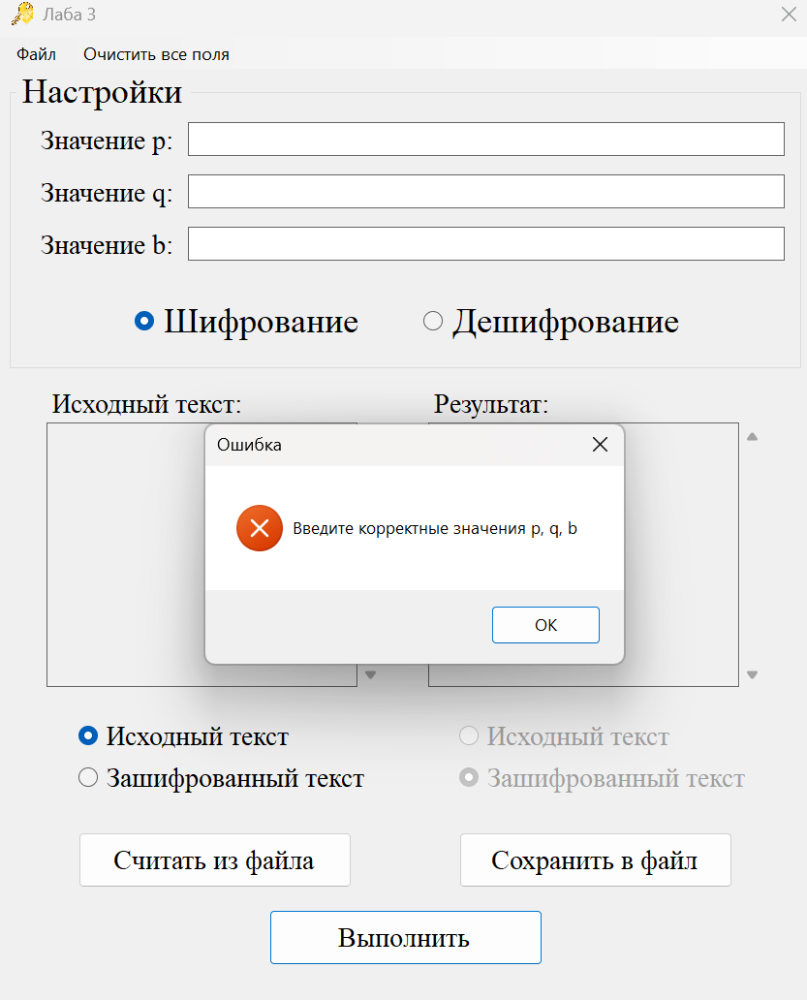 Лаба 3
Файл Очистить все поля
Настройки
Значение p:
Значение q:
Значение b:
Шифрование Дешифрование
Исходный текст: Результат:
Ошибка
Введите корректные значения p, q, b
OK
Исходный текст Исходный текст
Зашифрованный текст Зашифрованный текст
Считать из файла Сохранить в файл
Выполнить